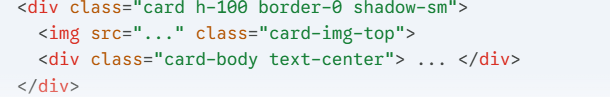 <div class="card h-100 border-0 shadow-sm">
  <img src="..." class="card-img-top">
  <div class="card-body text-center"> ... </div>
</div>